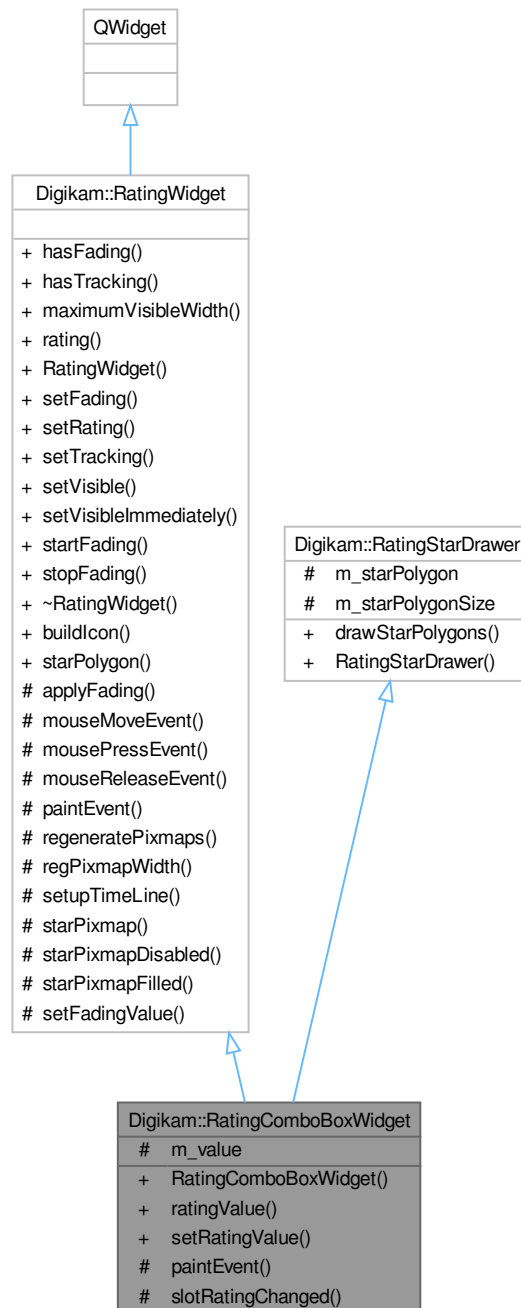 QWidget
Digikam::RatingWidget
+ hasFading()
+ hasTracking()
+ maximumVisibleWidth()
+ rating()
+ RatingWidget()
+ setFading()
+ setRating()
+ setTracking()
+ setVisible()
+ setVisibleImmediately()
+ startFading()
+ stopFading()
+ ~RatingWidget()
+ buildIcon()
+ starPolygon()
# applyFading()
# mouseMoveEvent()
# mousePressEvent()
# mouseReleaseEvent()
# paintEvent()
# regeneratePixmaps()
# regPixmapWidth()
# setupTimeLine()
# starPixmap()
# starPixmapDisabled()
# starPixmapFilled()
# setFadingValue()
Digikam::RatingStarDrawer
# m_starPolygon
# m_starPolygonSize
+ drawStarPolygons()
+ RatingStarDrawer()
Digikam::RatingComboBoxWidget
# m_value
+ RatingComboBoxWidget()
+ ratingValue()
+ setRatingValue()
# paintEvent()
# slotRatingChanged()